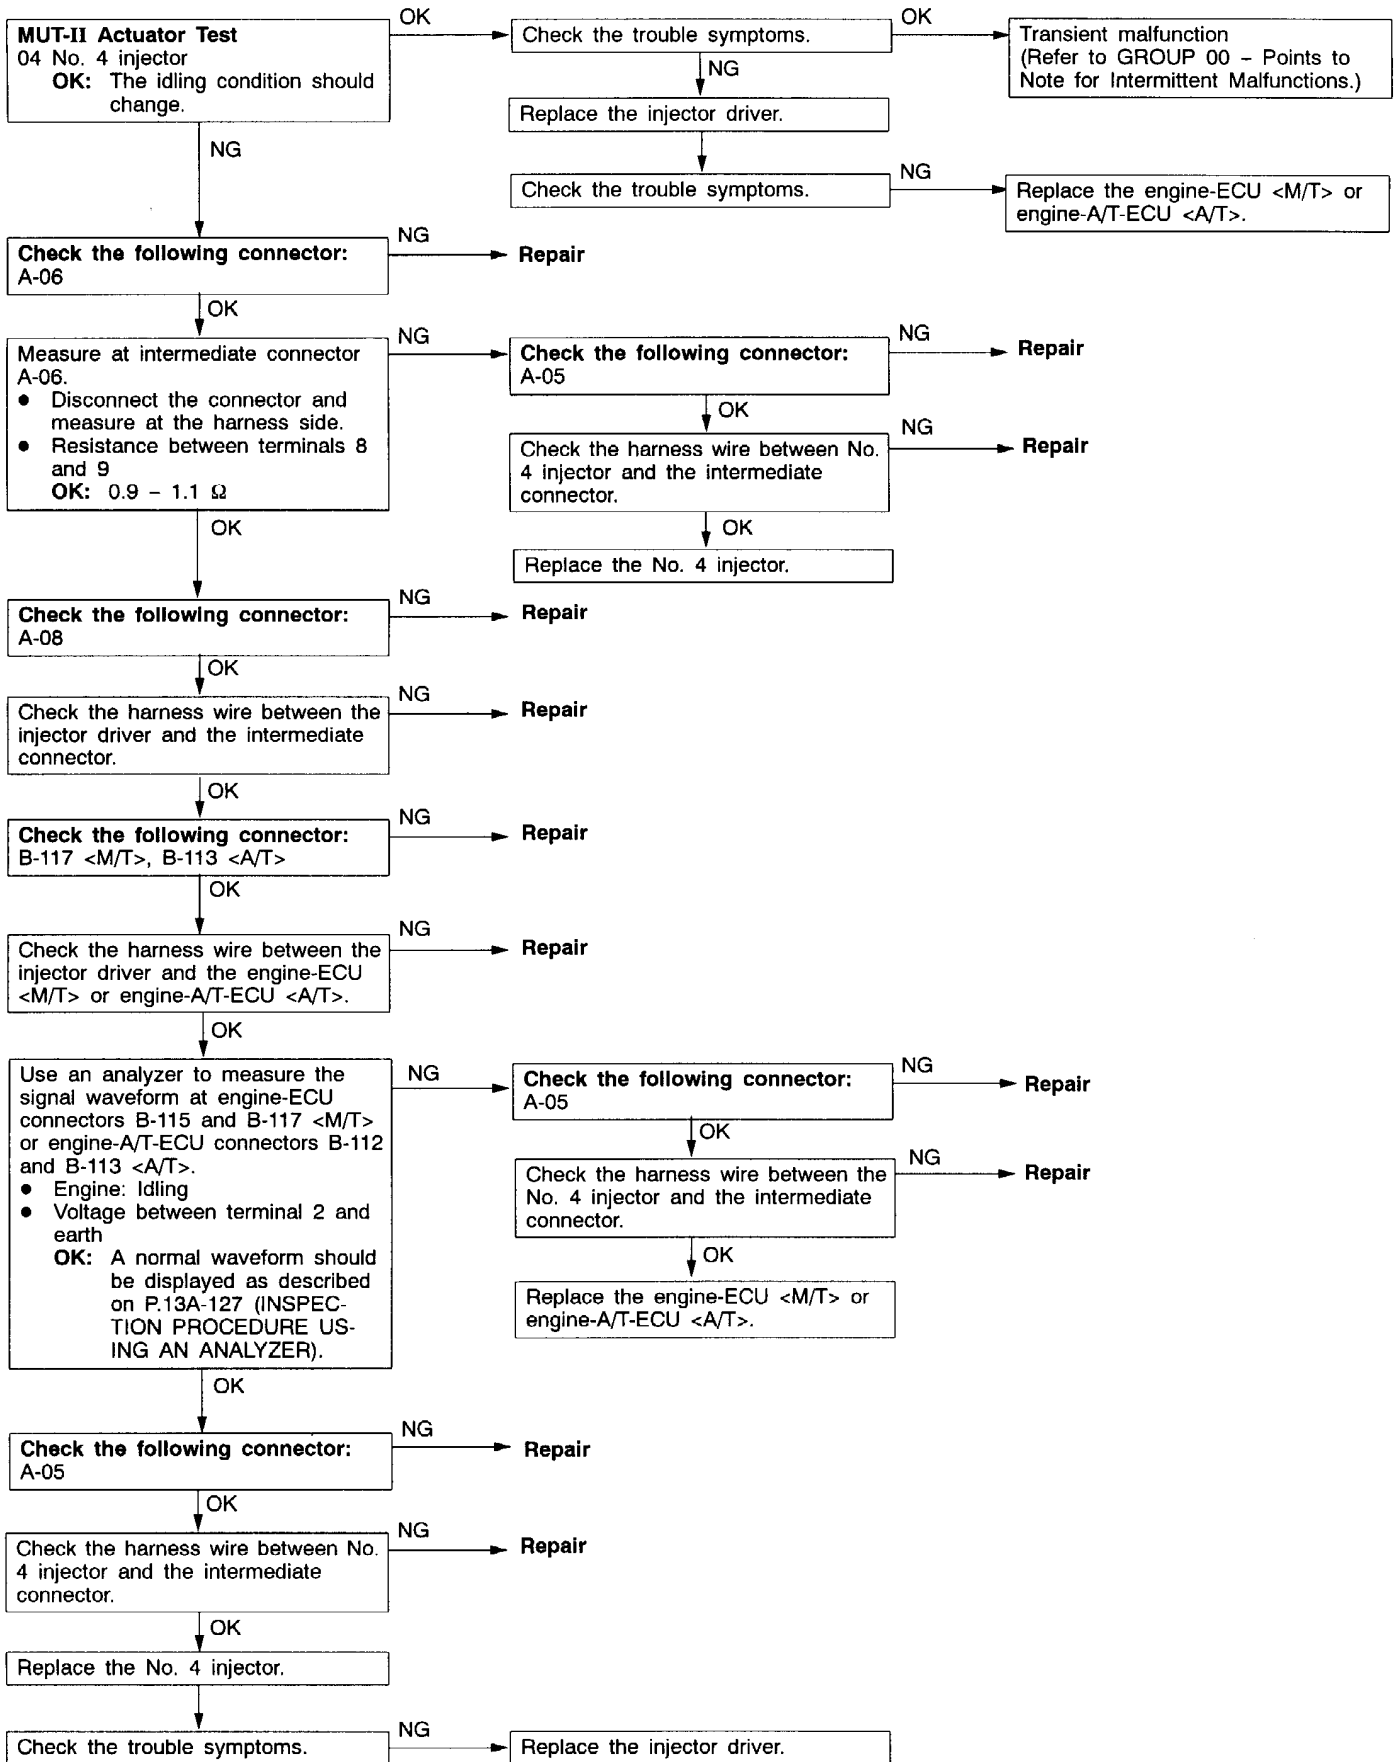 MUT-II Actuator Test
04 No. 4 injector
OK: The idling condition should
change.
OK
Check the trouble symptoms.
OK
Transient malfunction
(Refer to GROUP 00 – Points to
Note for Intermittent Malfunctions.)
NG
Replace the injector driver.
Check the trouble symptoms.
NG
Replace the engine-ECU <M/T> or
engine-A/T-ECU <A/T>.
NG
Check the following connector:
A-06
NG
Repair
OK
Measure at intermediate connector
A-06.
● Disconnect the connector and
measure at the harness side.
● Resistance between terminals 8
and 9
OK: 0.9 – 1.1 Ω
NG
Check the following connector:
A-05
NG
Repair
OK
Check the harness wire between No.
4 injector and the intermediate
connector.
NG
Repair
OK
Replace the No. 4 injector.
OK
Check the following connector:
A-08
NG
Repair
OK
Check the harness wire between the
injector driver and the intermediate
connector.
NG
Repair
OK
Check the following connector:
B-117 <M/T>, B-113 <A/T>
NG
Repair
OK
Check the harness wire between the
injector driver and the engine-ECU
<M/T> or engine-A/T-ECU <A/T>.
NG
Repair
OK
Use an analyzer to measure the
signal waveform at engine-ECU
connectors B-115 and B-117 <M/T>
or engine-A/T-ECU connectors B-112
and B-113 <A/T>.
● Engine: Idling
● Voltage between terminal 2 and
earth
OK: A normal waveform should
be displayed as described
on P.13A-127 (INSPEC-
TION PROCEDURE US-
ING AN ANALYZER).
NG
Check the following connector:
A-05
NG
Repair
OK
Check the harness wire between the
No. 4 injector and the intermediate
connector.
NG
Repair
OK
Replace the engine-ECU <M/T> or
engine-A/T-ECU <A/T>.
OK
Check the following connector:
A-05
NG
Repair
OK
Check the harness wire between No.
4 injector and the intermediate
connector.
NG
Repair
OK
Replace the No. 4 injector.
Check the trouble symptoms.
NG
Replace the injector driver.